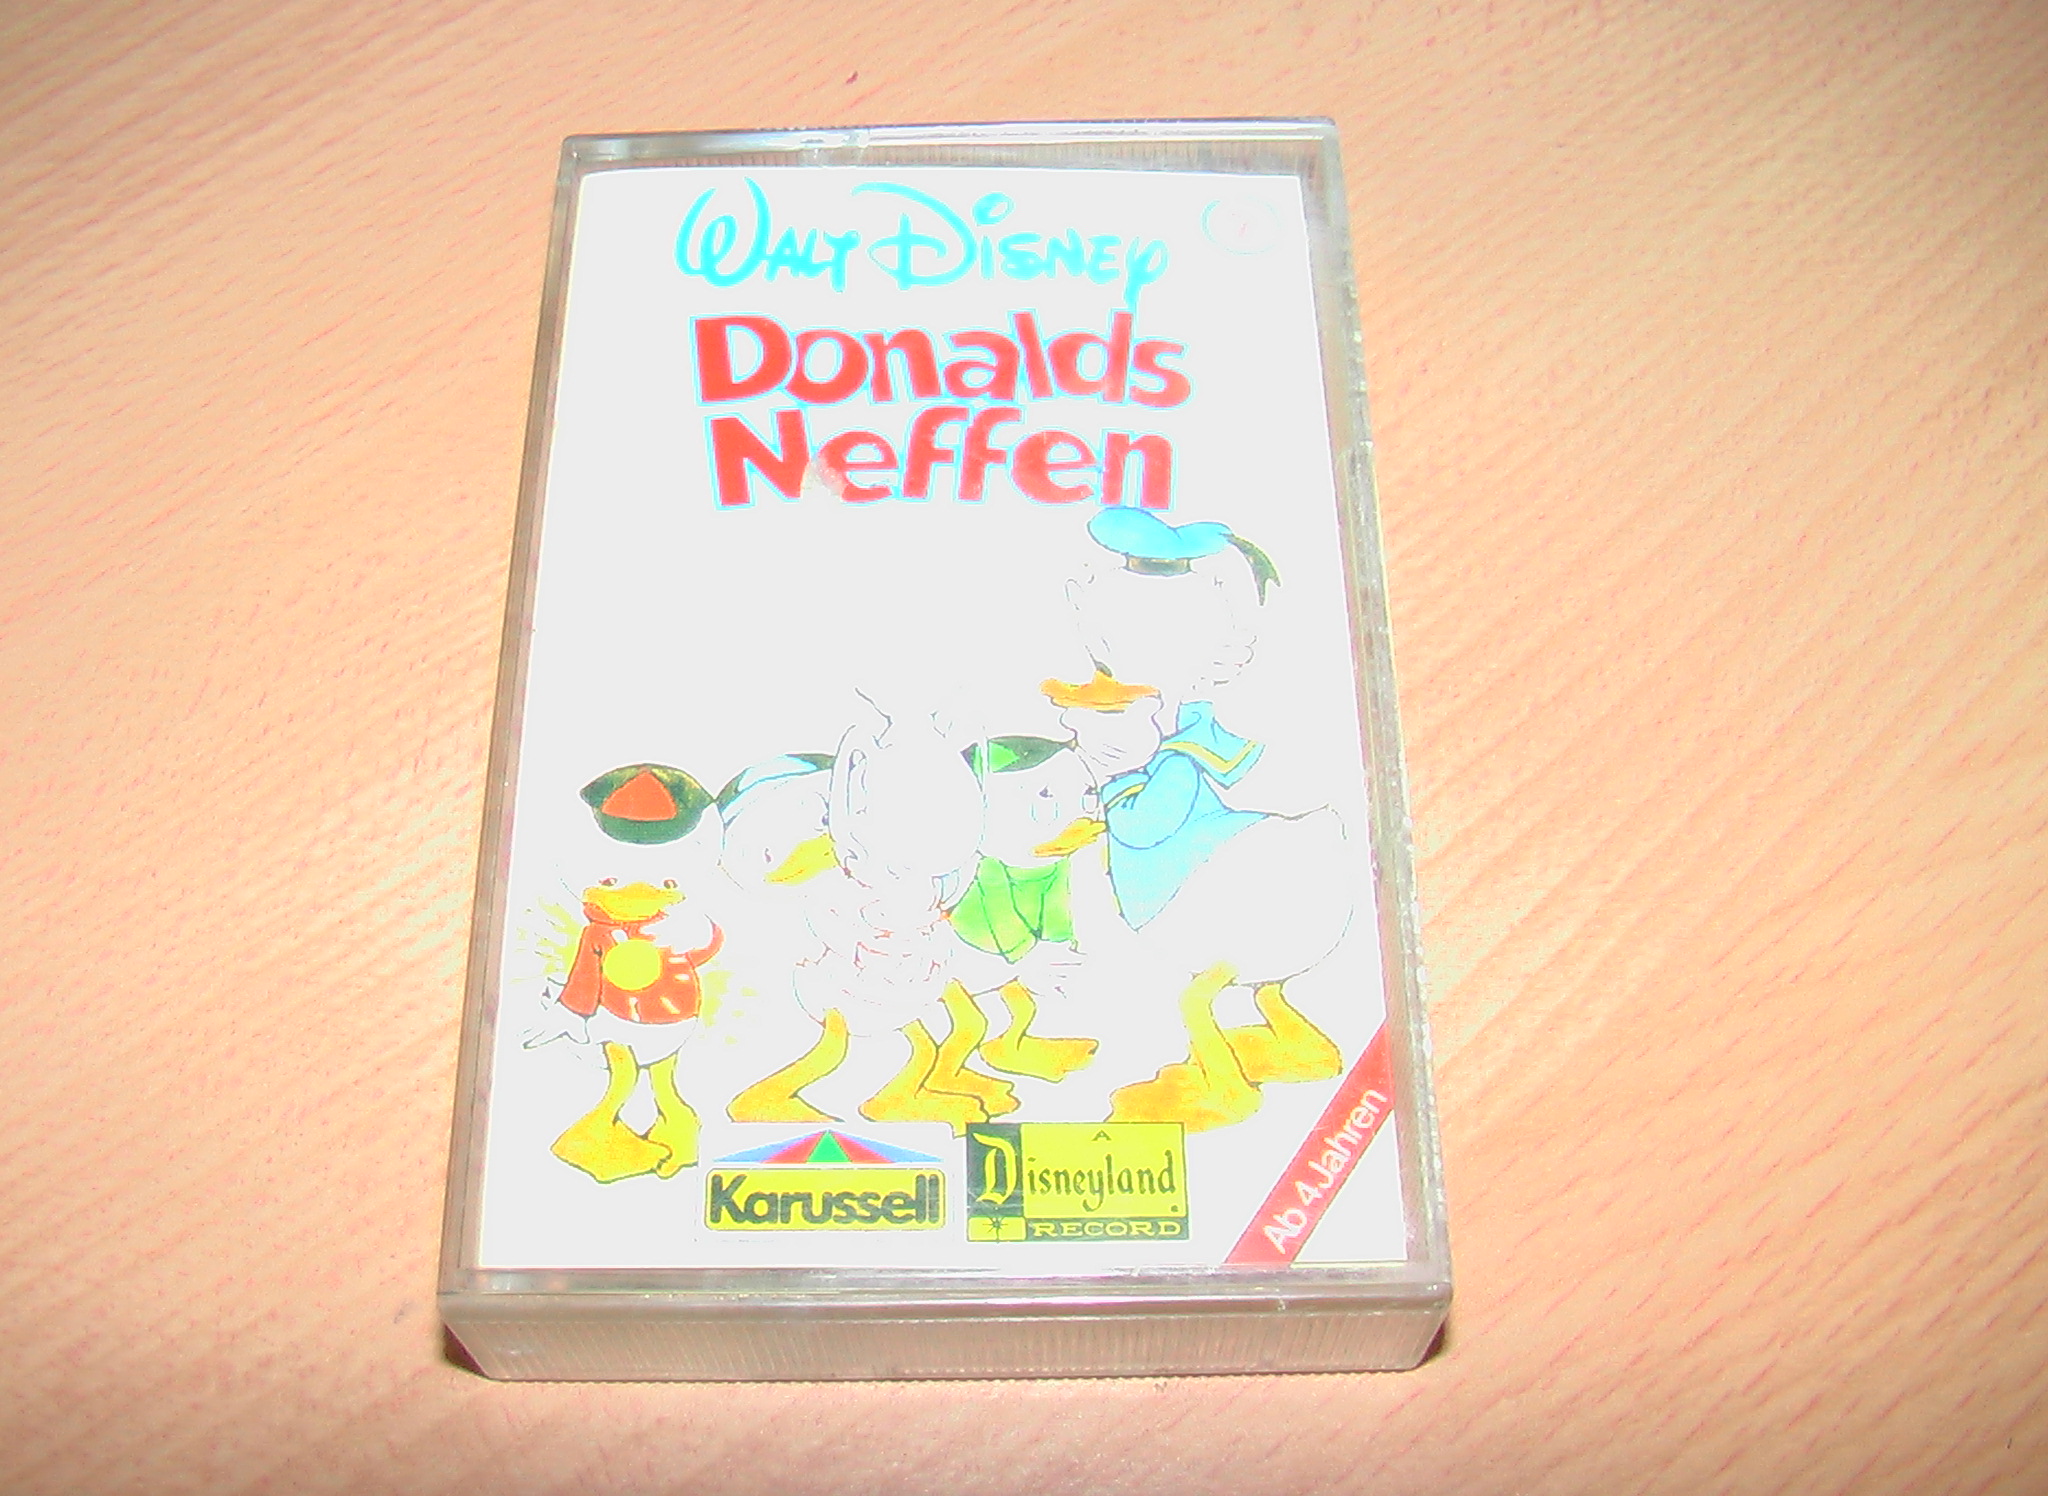 Walt Disney
Donalds
Neffen
Karussell
A
Disneyland
RECORD
Ab 4 Jahren